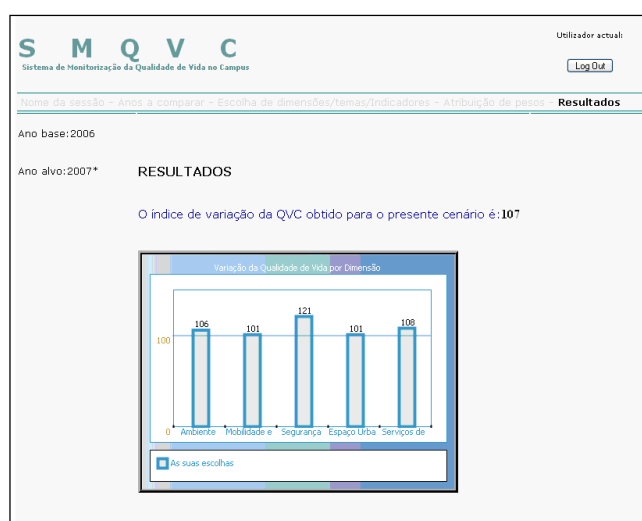 Utilizador actual:
S M Q V C
Sistema de Monitorização da Qualidade de Vida no Campus
Log Out
Nome da sessão - Anos a comparar - Escolha de dimensões/temas/Indicadores - Atribuição de pesos - Resultados
Ano base:2006
Ano alvo:2007*
RESULTADOS
O índice de variação da QVC obtido para o presente cenário é:107
Variação da Qualidade de Vida por Dimensão
106 101 121 101 108
100
0
Ambiente Mobilidade e Segurança Espaço Urba Serviços de
As suas escolhas